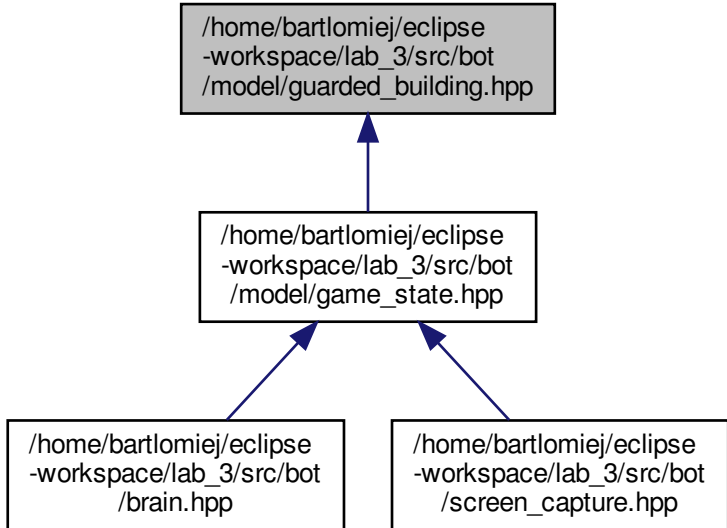 /home/bartlomiej/eclipse
-workspace/lab_3/src/bot
/model/guarded_building.hpp
/home/bartlomiej/eclipse
-workspace/lab_3/src/bot
/model/game_state.hpp
/home/bartlomiej/eclipse
-workspace/lab_3/src/bot
/brain.hpp
/home/bartlomiej/eclipse
-workspace/lab_3/src/bot
/screen_capture.hpp